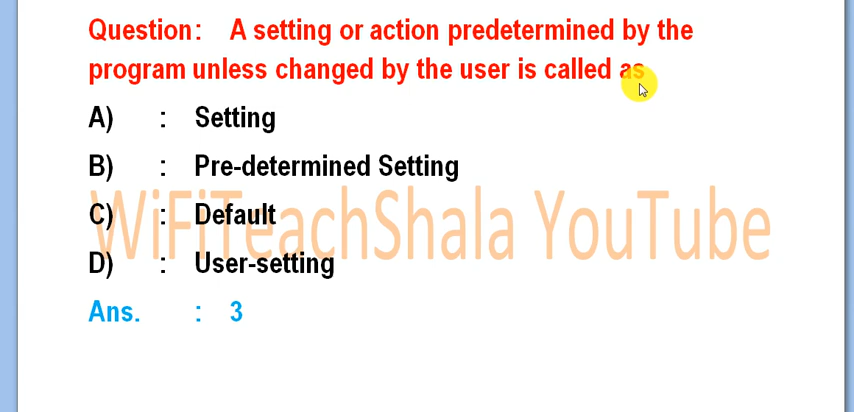 Question: A setting or action predetermined by the
program unless changed by the user is called as
A) : Setting
B) : Pre-determined Setting
C) : Default
WiFiTeachShala YouTube
D) : User-setting
Ans. : 3